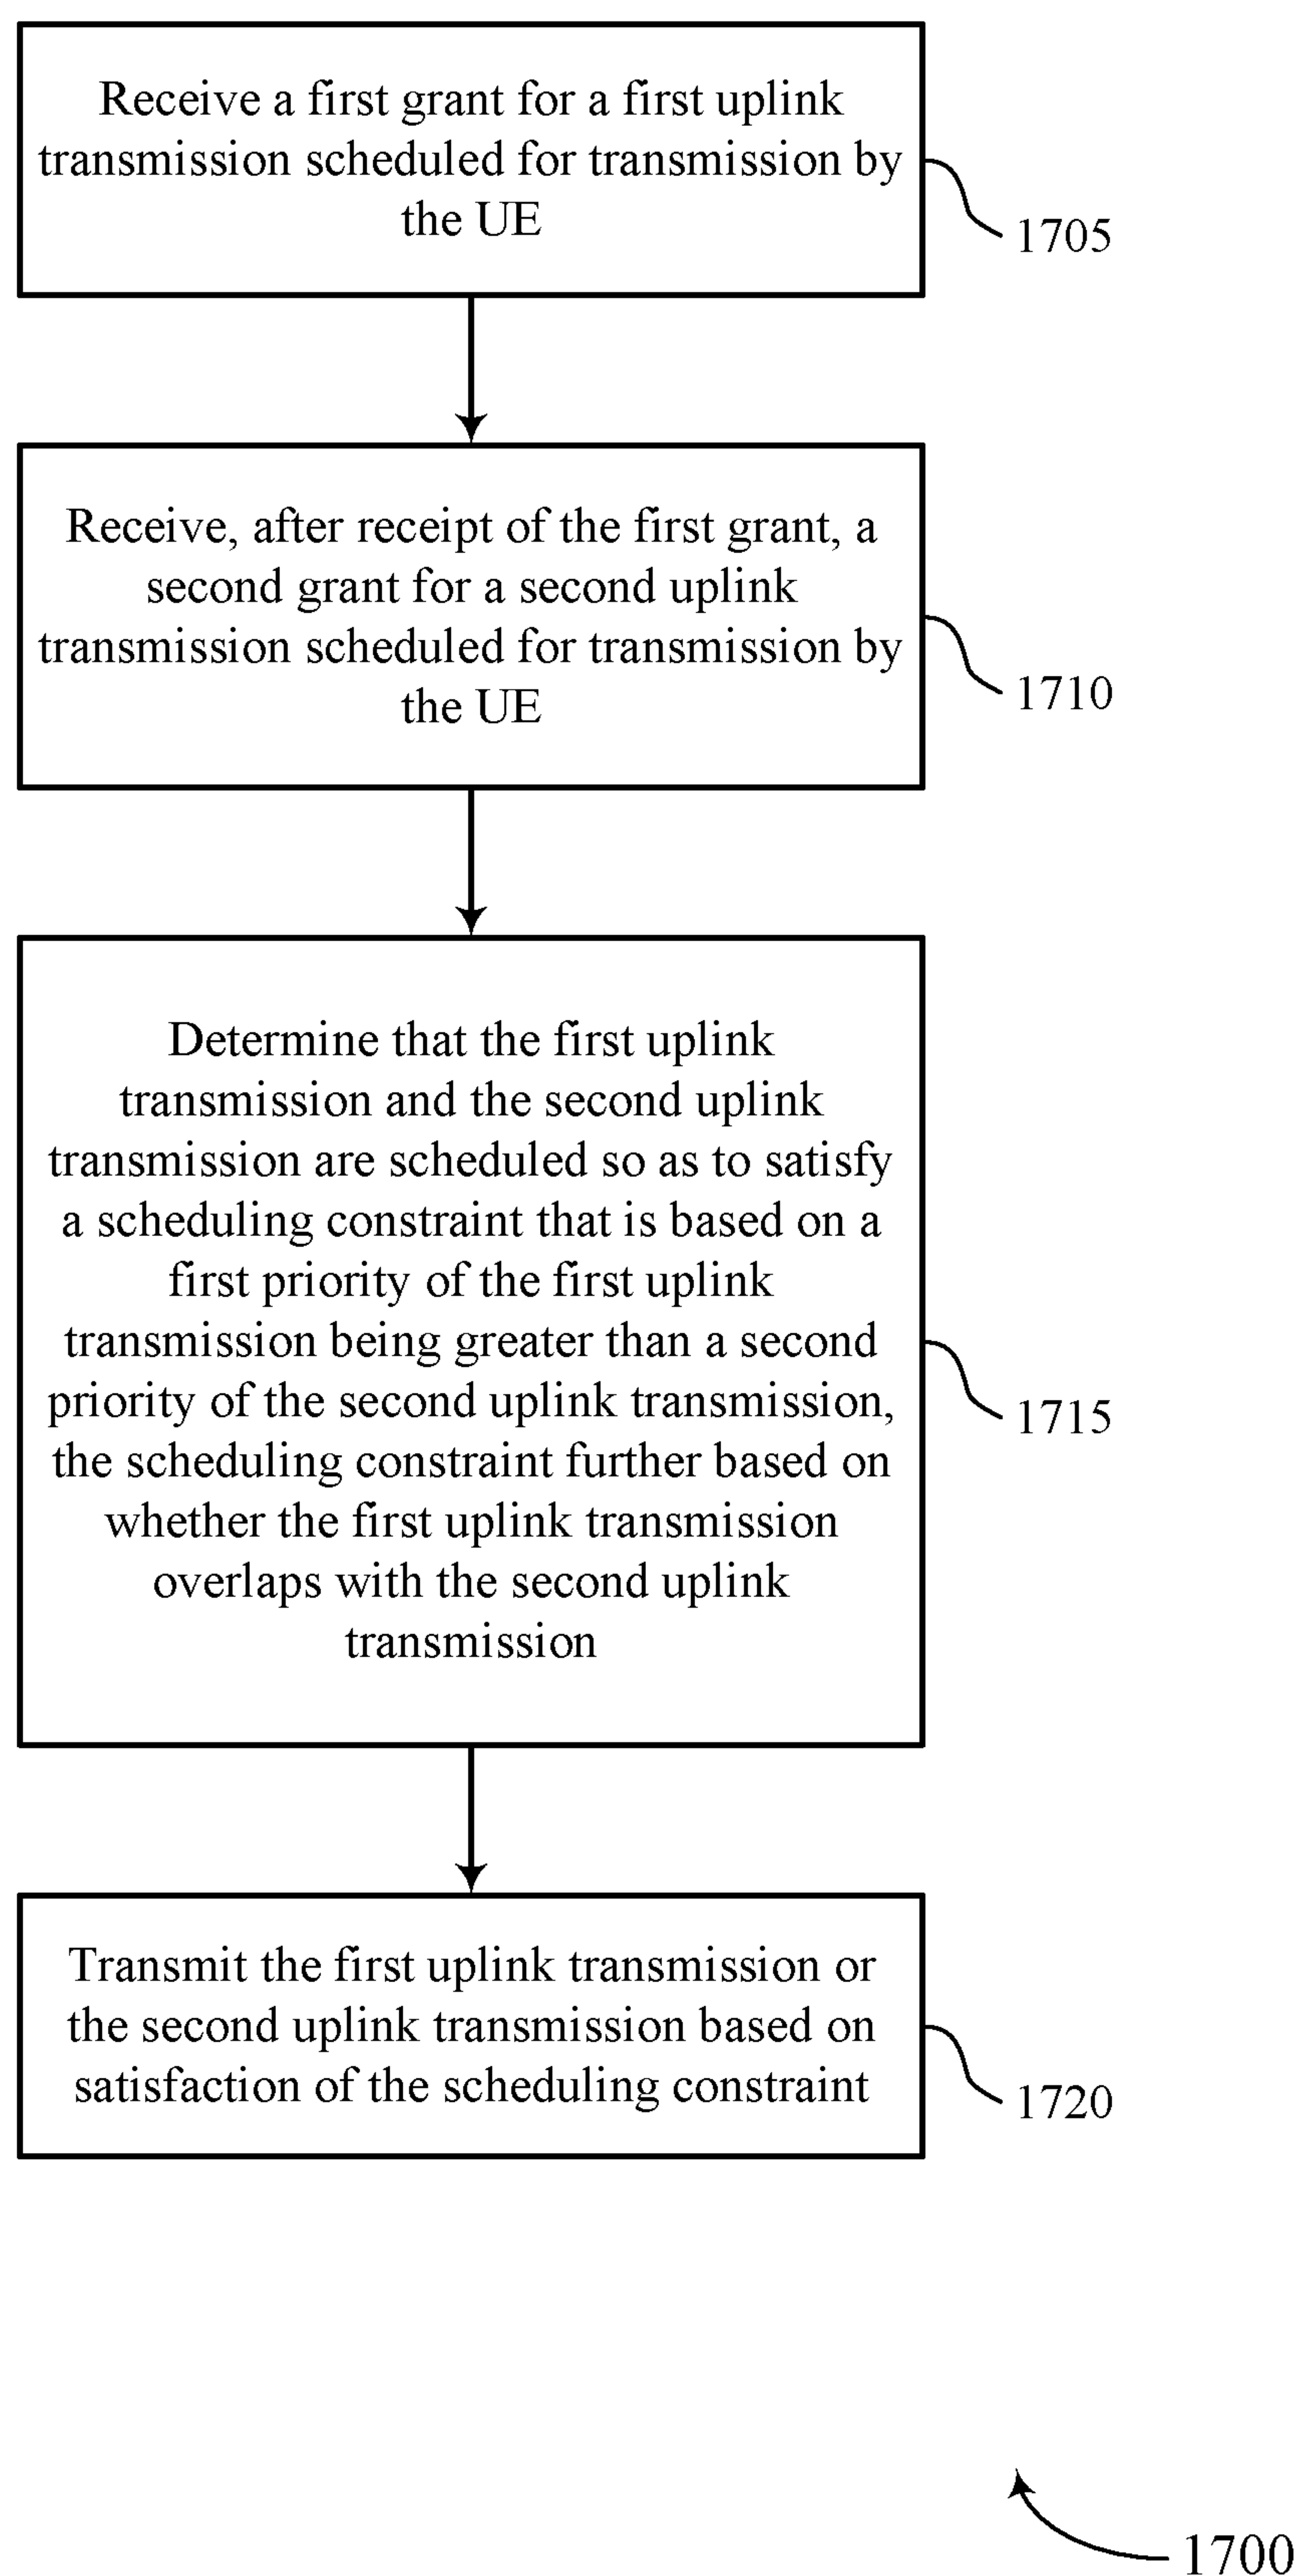 Receive a first grant for a first uplink
transmission scheduled for transmission by
the UE
1705
Receive, after receipt of the first grant, a
second grant for a second uplink
transmission scheduled for transmission by
the UE
1710
Determine that the first uplink
transmission and the second uplink
transmission are scheduled so as to satisfy
a scheduling constraint that is based on a
first priority of the first uplink
transmission being greater than a second
priority of the second uplink transmission,
the scheduling constraint further based on
whether the first uplink transmission
overlaps with the second uplink
transmission
1715
Transmit the first uplink transmission or
the second uplink transmission based on
satisfaction of the scheduling constraint
1720
1700